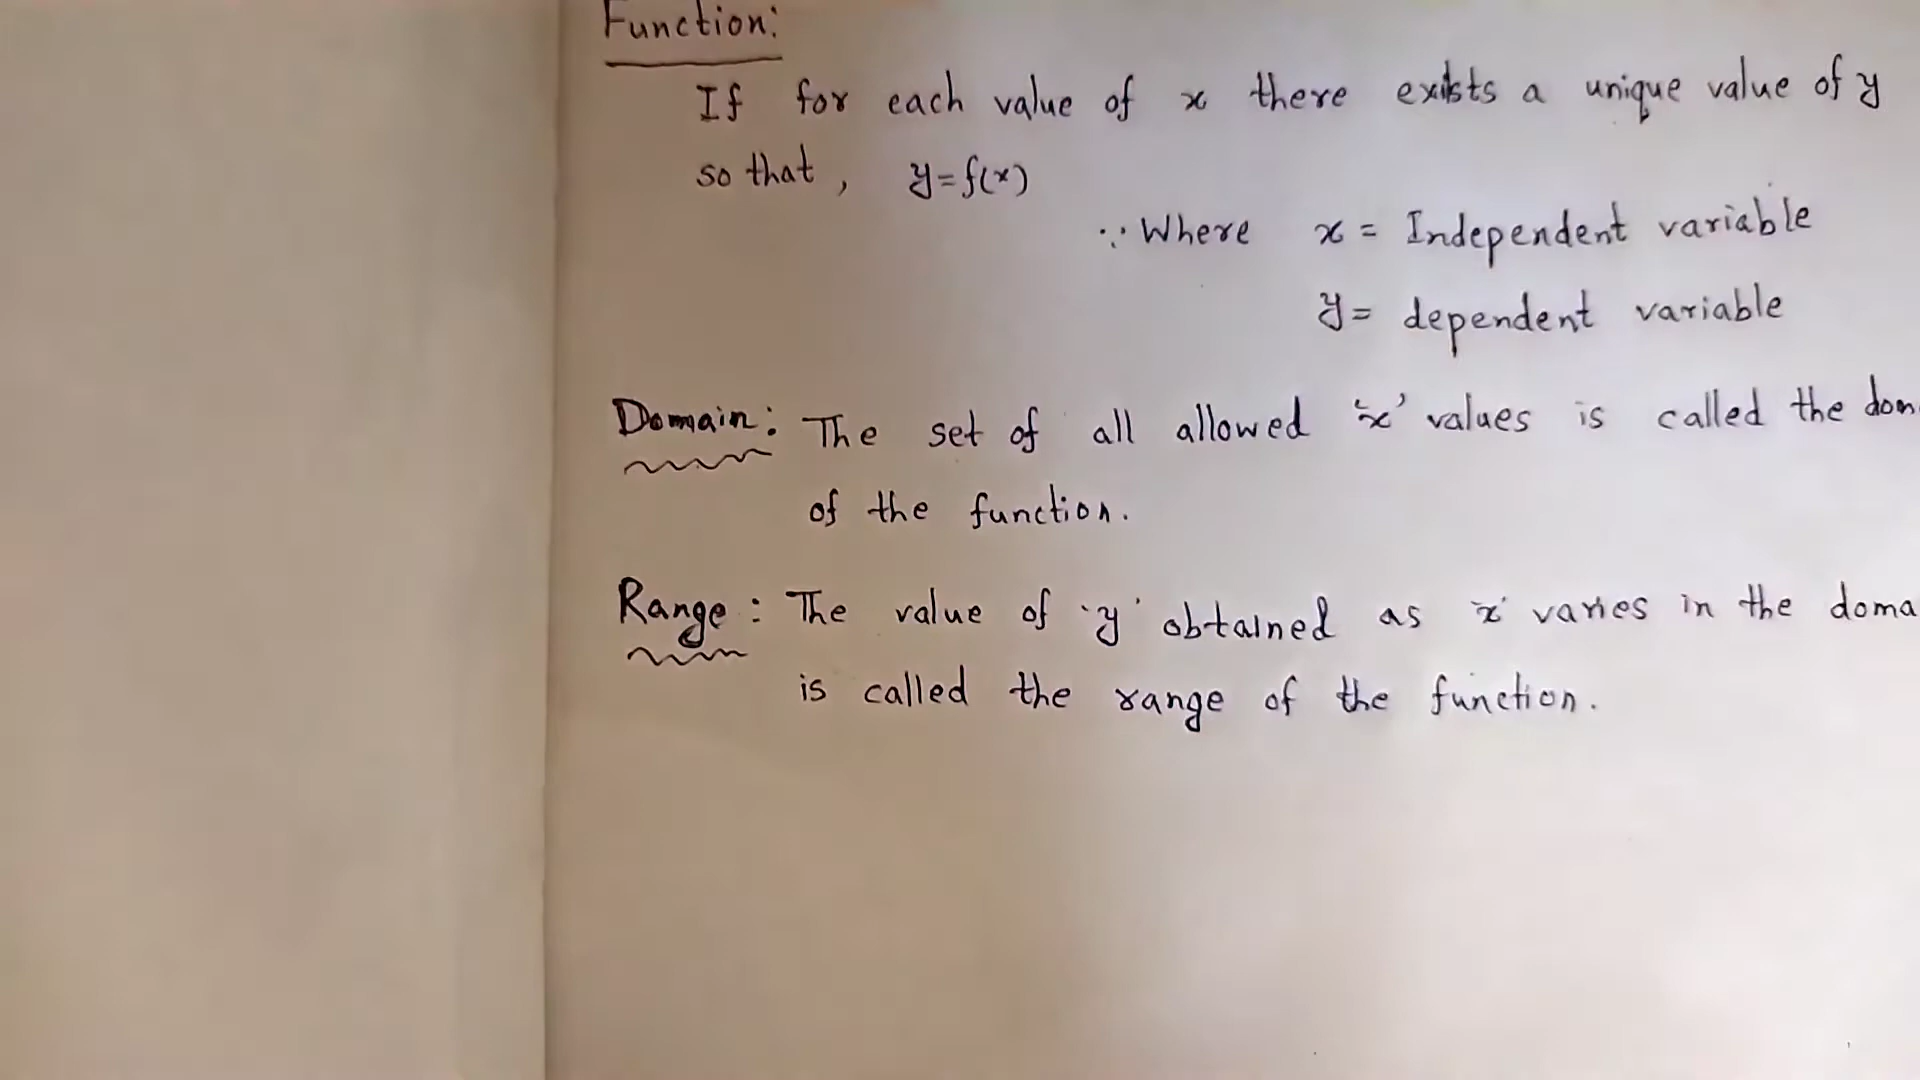 Function:
If for each value of x there exists a unique value of y
so that, y=f(x)
∵ Where x = Independent variable
y= dependent variable
Domain: The set of all allowed 'x' values is called the dom
of the function.
Range: The value of 'y' obtained as 'x' varies in the doma
is called the range of the function.